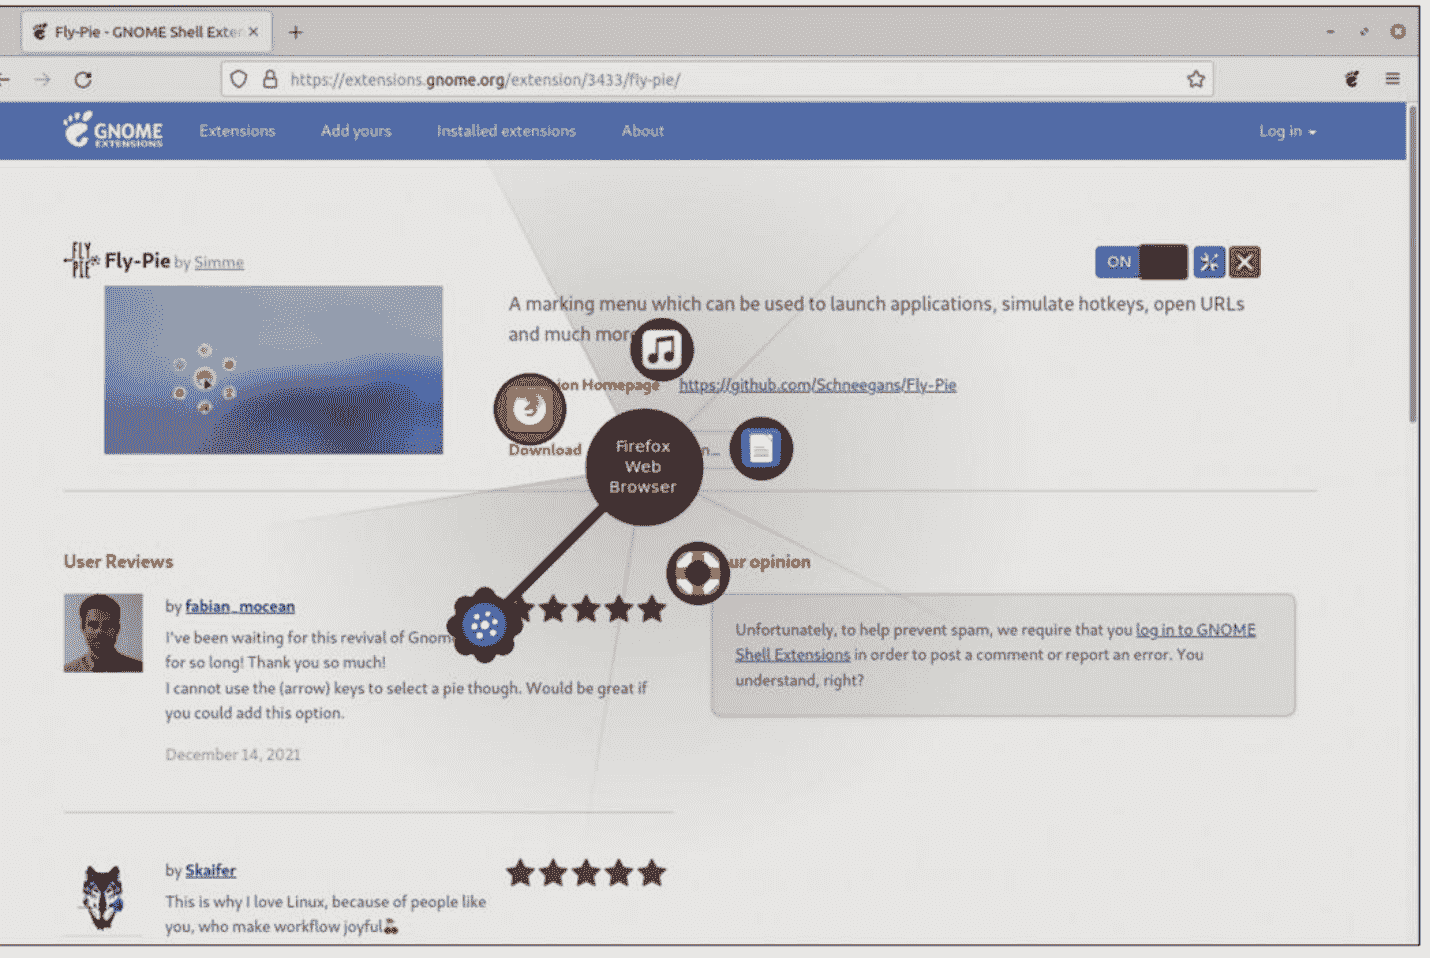 Fly-Pie - GNOME Shell Exten
https://extensions.gnome.org/extension/3433/fly-pie/
GNOME
EXTENSIONS
Extensions
Add yours
Installed extensions
About
Log in
FLY
PIE
Fly-Pie by Simme
ON
A marking menu which can be used to launch applications, simulate hotkeys, open URLs
and much more
Homepage
https://github.com/Schneegans/Fly-Pie
Download
Firefox
Web
Browser
User Reviews
opinion
by fabian_mocean
I've been waiting for this revival of Gnom
for so long! Thank you so much!
I cannot use the (arrow) keys to select a pie though. Would be great if
you could add this option.
December 14, 2021
Unfortunately, to help prevent spam, we require that you log in to GNOME
Shell Extensions in order to post a comment or report an error. You
understand, right?
by Skaifer
This is why I love Linux, because of people like
you, who make workflow joyful